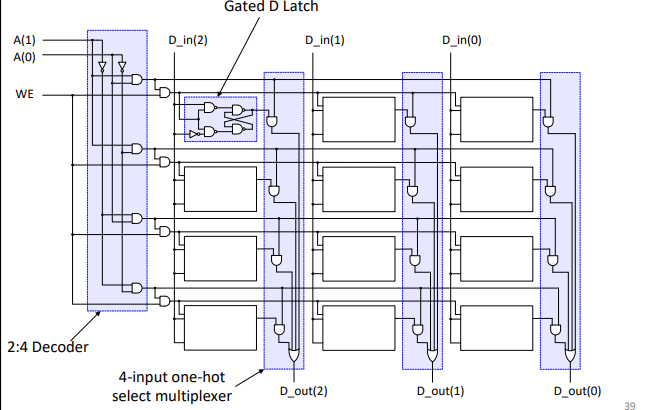 Gated D Latch
A(1)
D_in(2)
D_in(1)
D_in(0)
A(0)
WE
2:4 Decoder
4-input one-hot
select multiplexer
D_out(2)
D_out(1)
D_out(0)
39